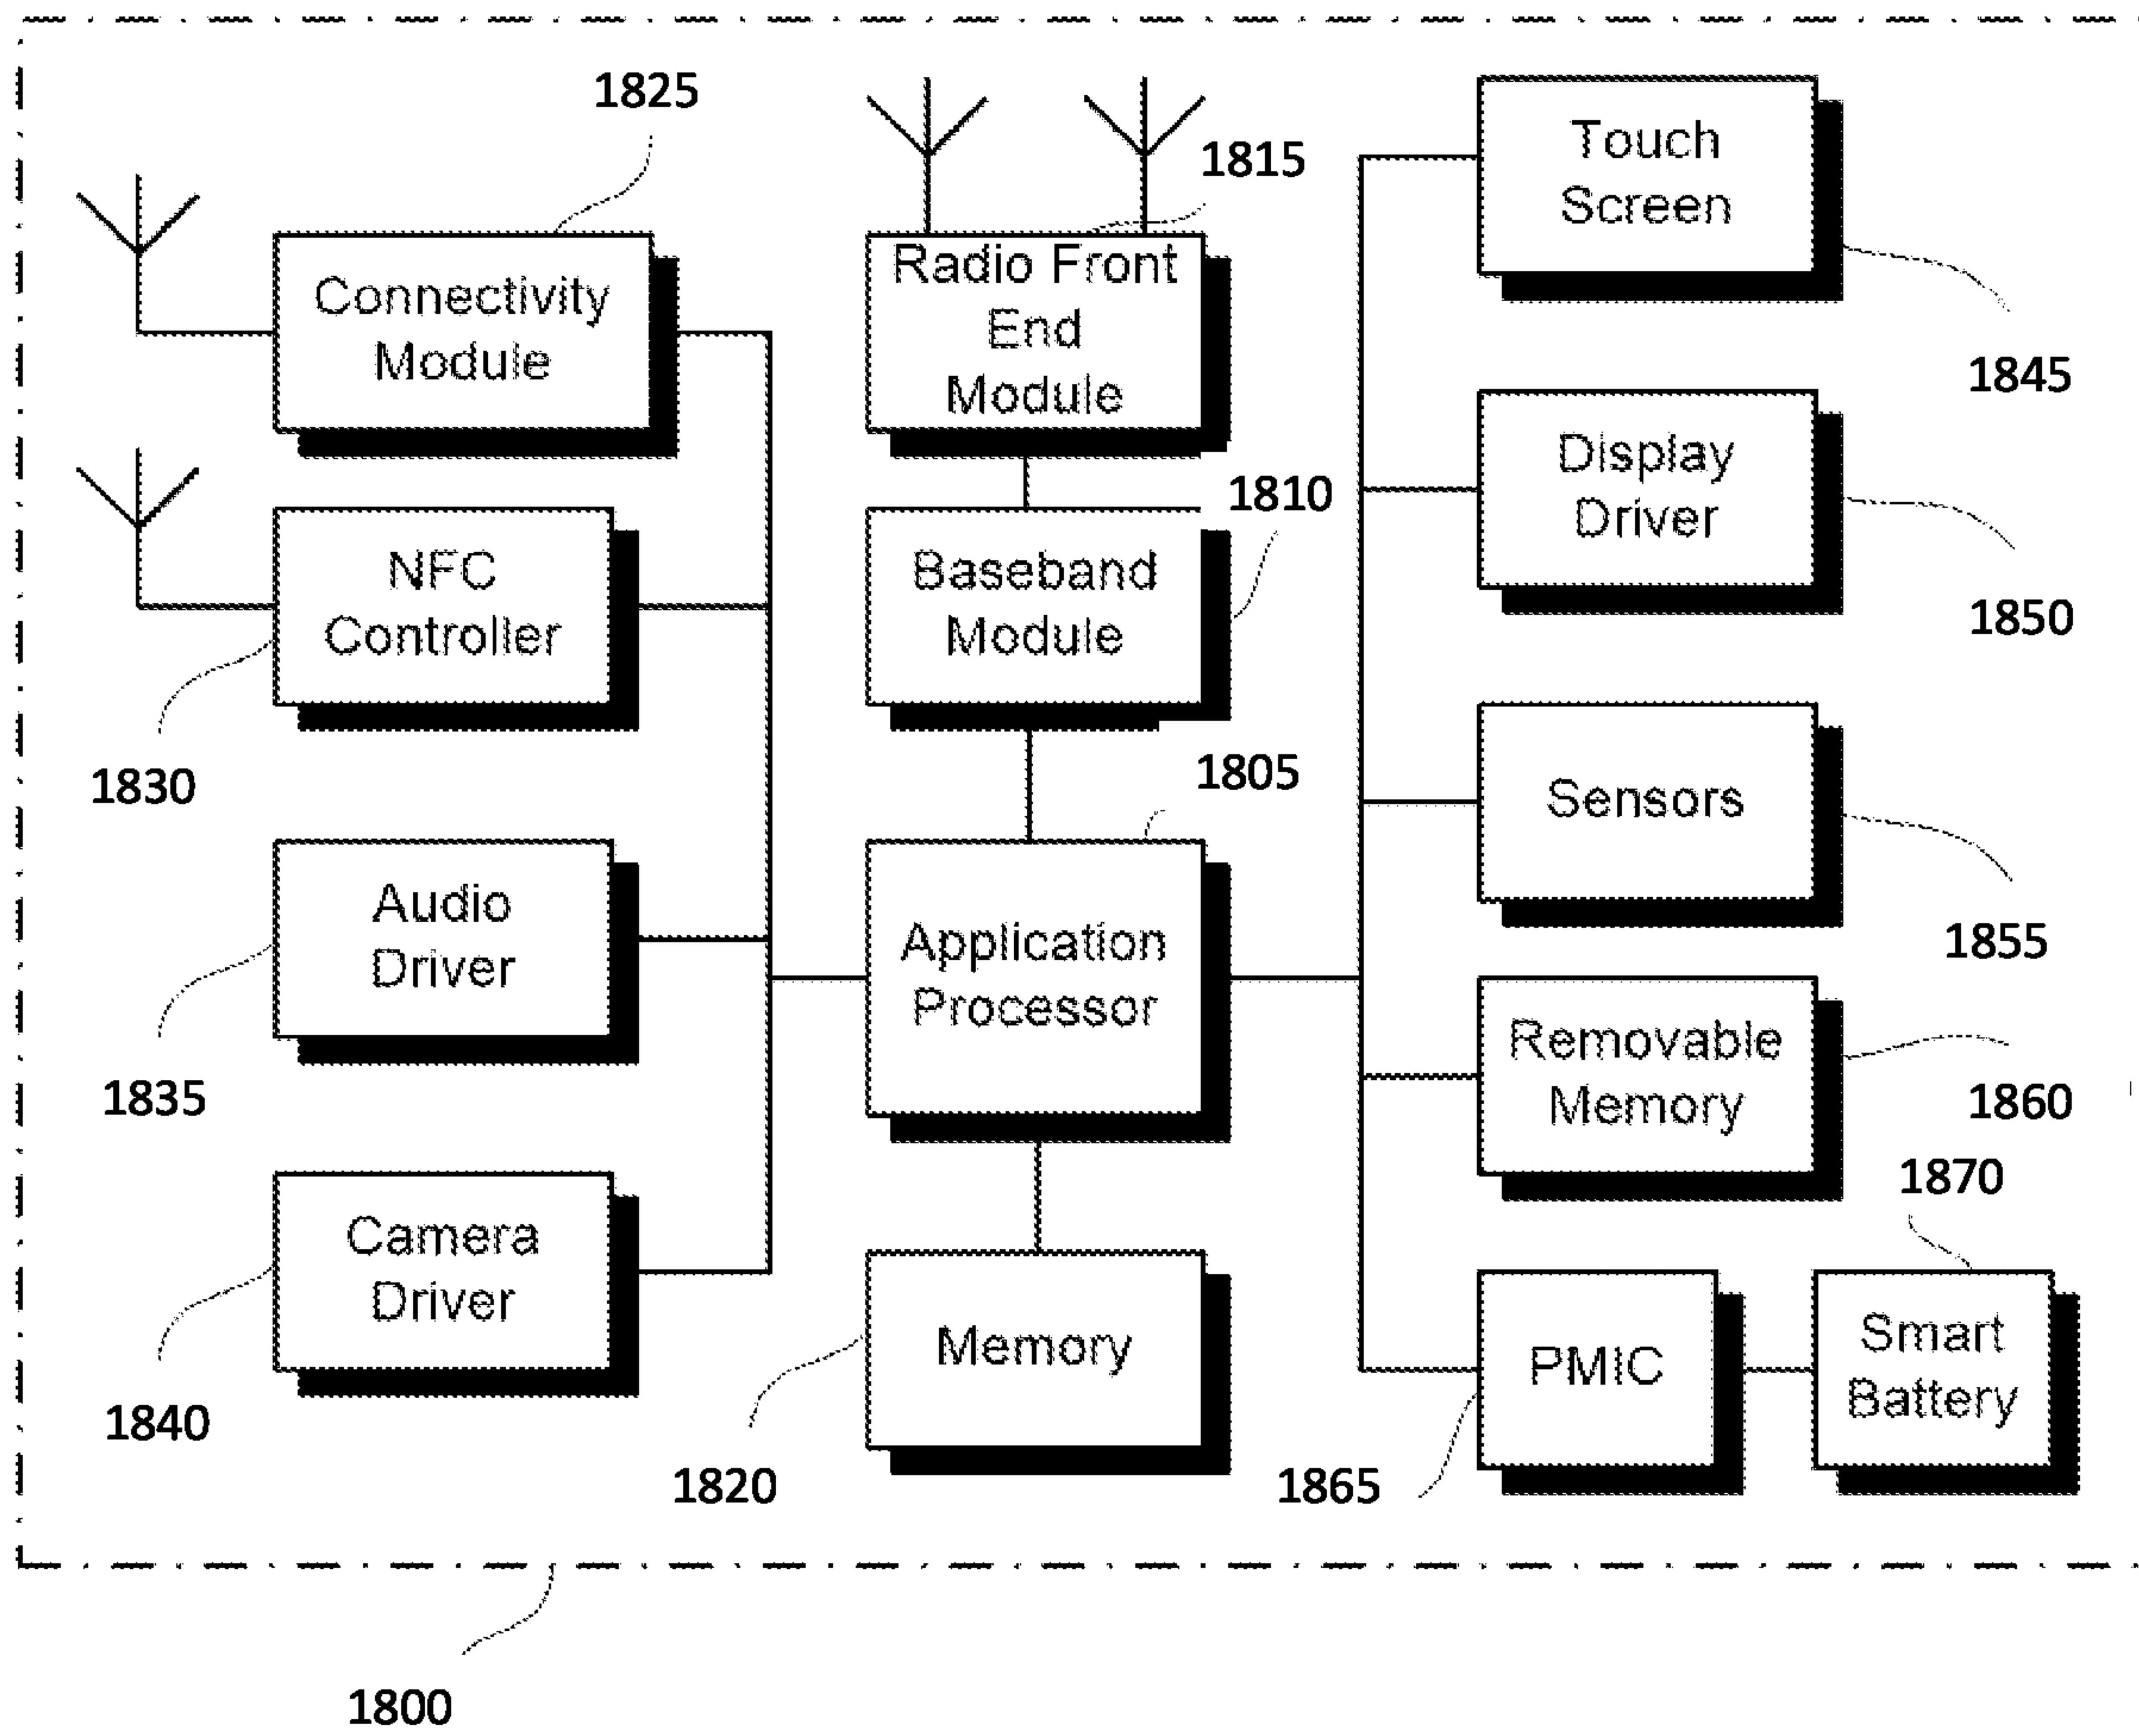 1825
Connectivity
Module
NFC
Controller
1830
Audio
Driver
1835
Camera
Driver
1840
1815
Radio Front
End
Module
1810
Baseband
Module
1805
Application
Processor
Memory
1820
Touch
Screen
1845
Display
Driver
1850
Sensors
1855
Removable
Memory
1860
1870
PMIC
1865
Smart
Battery
1800